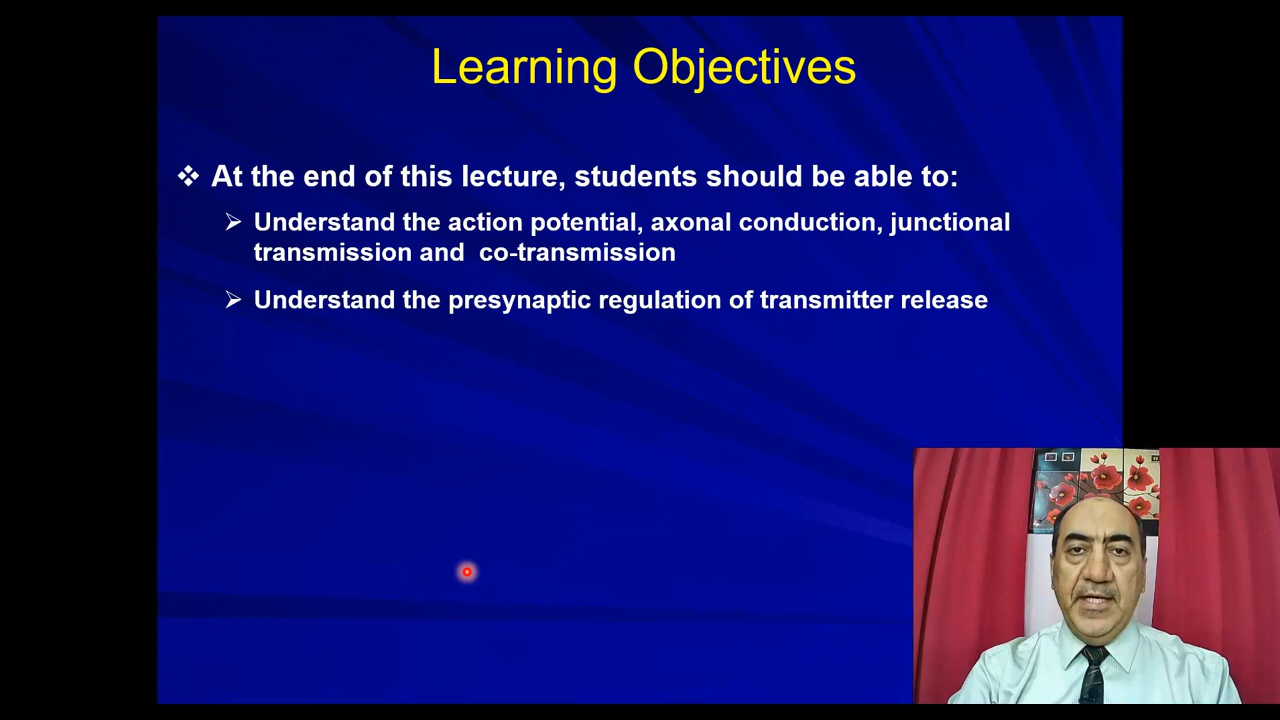 Learning Objectives
❖ At the end of this lecture, students should be able to:
➢ Understand the action potential, axonal conduction, junctional
transmission and  co-transmission
➢ Understand the presynaptic regulation of transmitter release